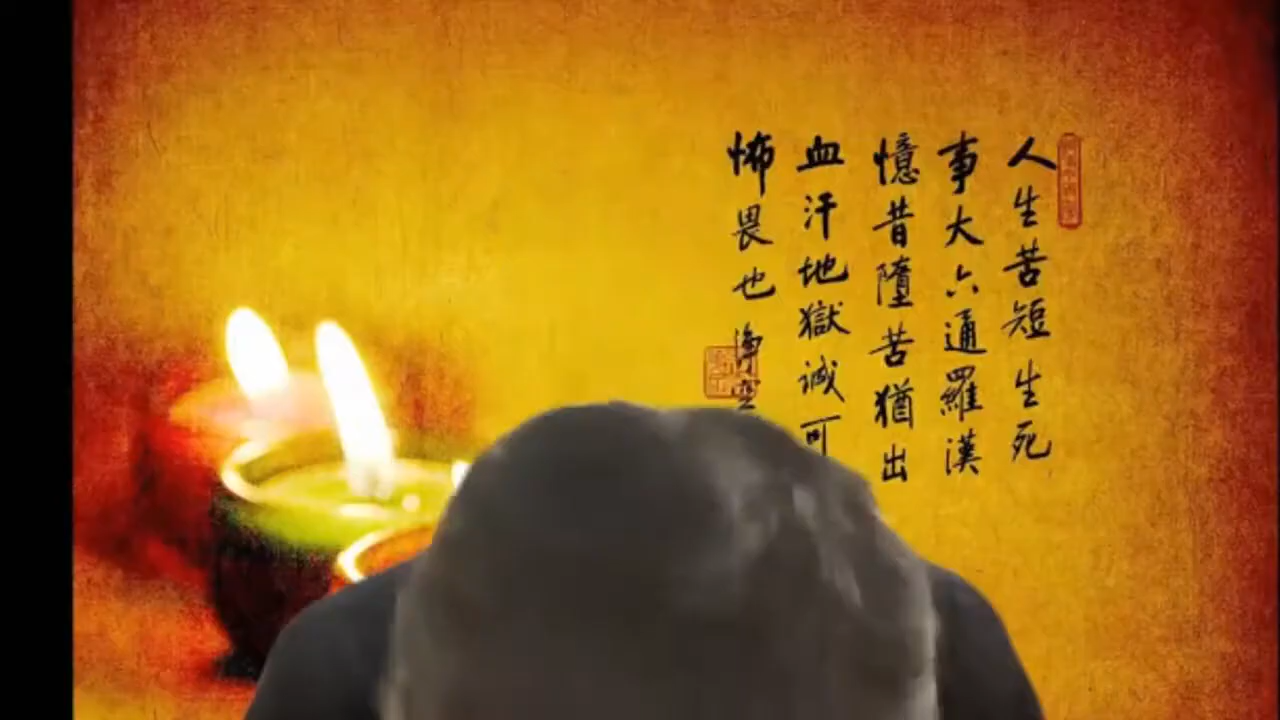 人生苦短生死
事大六通羅漢
憶昔墮苦猶出
血汗地獄誠可
怖畏也
淨空